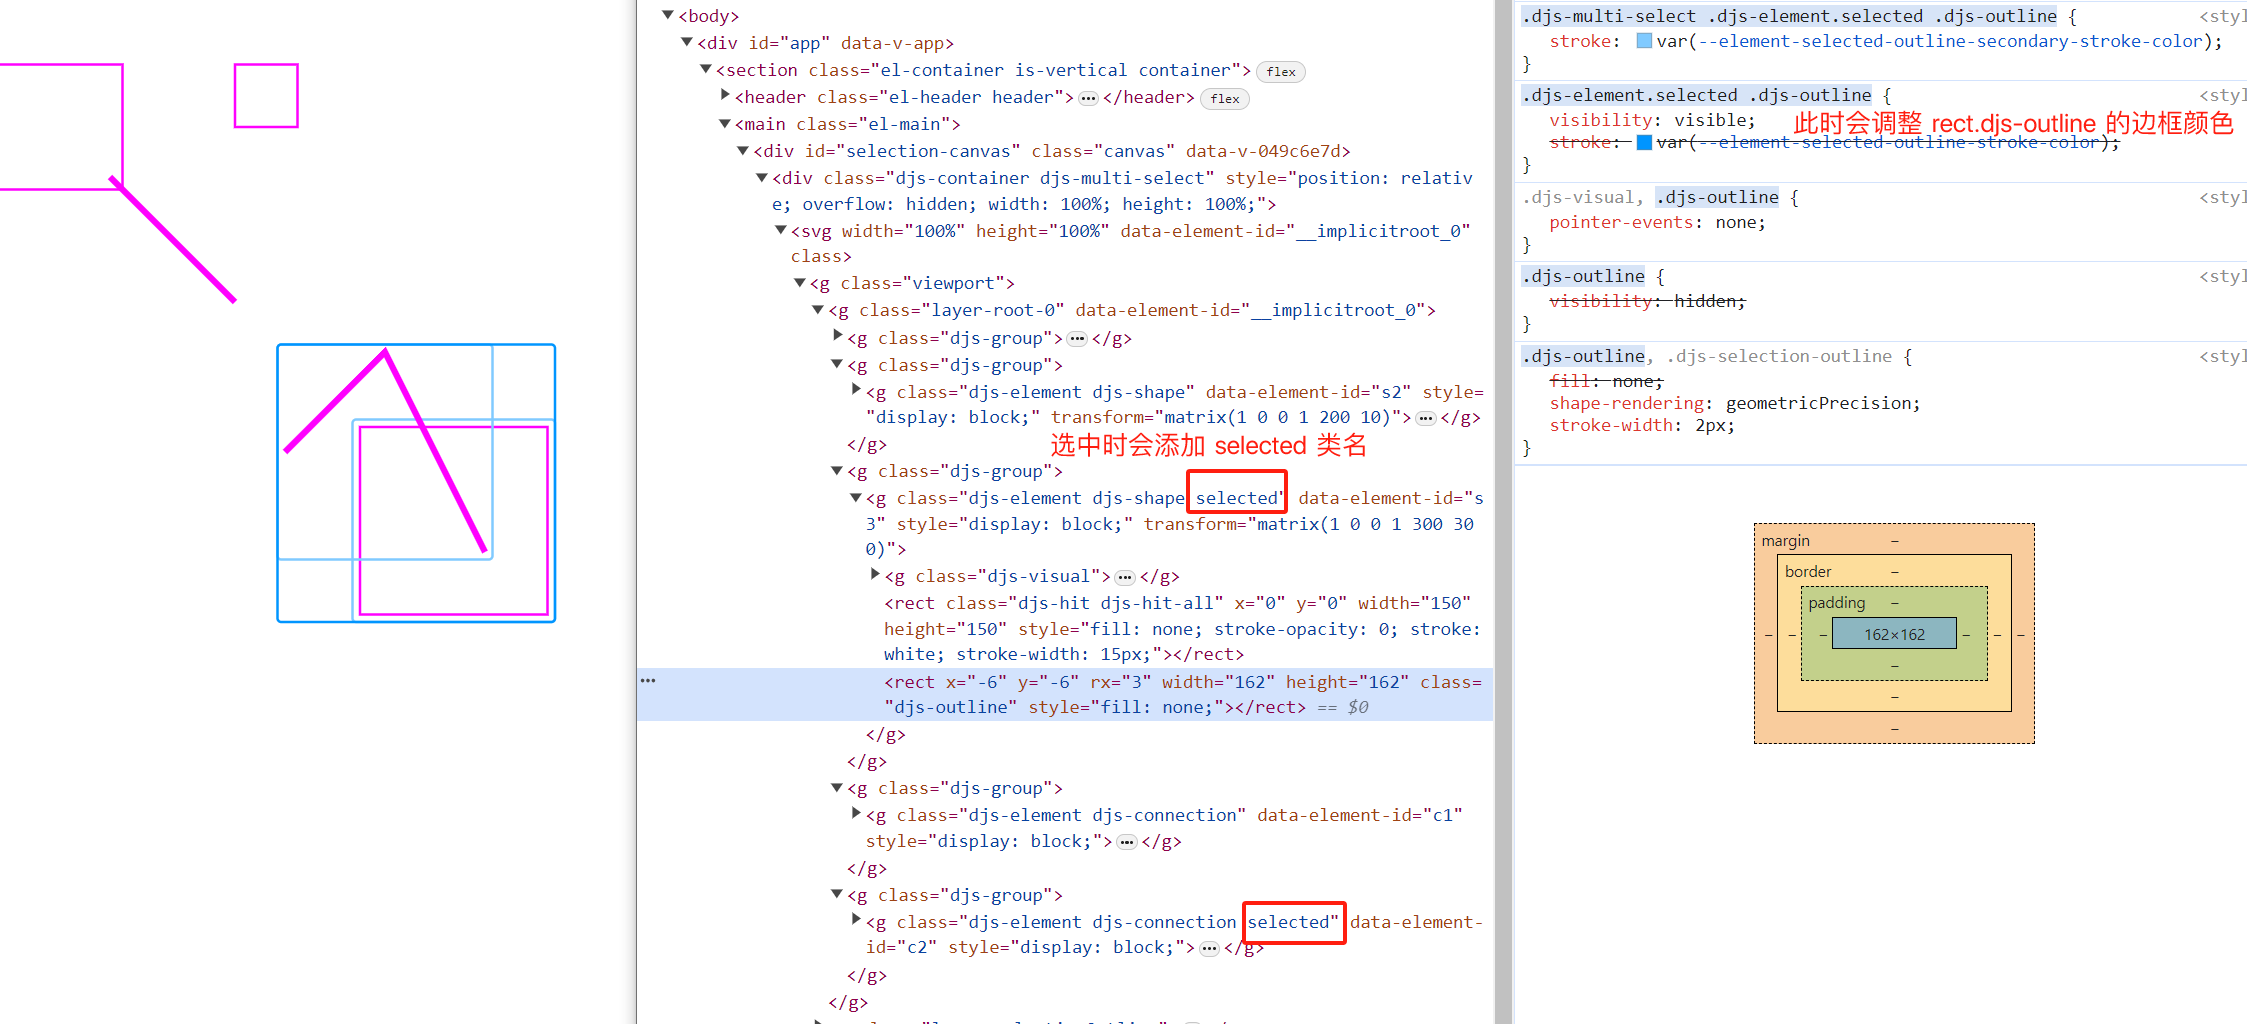 <body>
<div id="app" data-v-app>
<section class="el-container is-vertical container"> flex
<header class="el-header header"> ••• </header> flex
<main class="el-main">
<div id="selection-canvas" class="canvas" data-v-049c6e7d>
<div class="djs-container djs-multi-select" style="position: relativ
e; overflow: hidden; width: 100%; height: 100%;">
<svg width="100%" height="100%" data-element-id="__implicitroot_0"
class>
<g class="viewport">
<g class="layer-root-0" data-element-id="__implicitroot_0">
<g class="djs-group"> ••• </g>
<g class="djs-group">
<g class="djs-element djs-shape" data-element-id="s2" style=
"display: block;" transform="matrix(1 0 0 1 200 10)"> ••• </g>
</g>
选中时会添加 selected 类名
<g class="djs-group">
<g class="djs-element djs-shape selected" data-element-id="s
3" style="display: block;" transform="matrix(1 0 0 1 300 30
0)">
<g class="djs-visual"> ••• </g>
<rect class="djs-hit djs-hit-all" x="0" y="0" width="150"
height="150" style="fill: none; stroke-opacity: 0; stroke:
white; stroke-width: 15px;"></rect>
••• <rect x="-6" y="-6" rx="3" width="162" height="162" class=
"djs-outline" style="fill: none;"></rect> == $0
</g>
</g>
<g class="djs-group">
<g class="djs-element djs-connection" data-element-id="c1"
style="display: block;"> ••• </g>
</g>
<g class="djs-group">
<g class="djs-element djs-connection selected" data-element-
id="c2" style="display: block;"> ••• </g>
</g>
</g>
.djs-multi-select .djs-element.selected .djs-outline { <styl
stroke: var(--element-selected-outline-secondary-stroke-color);
}
.djs-element.selected .djs-outline { <styl
visibility: visible; 此时会调整 rect.djs-outline 的边框颜色
stroke: var(--element-selected-outline-stroke-color);
}
.djs-visual, .djs-outline { <styl
pointer-events: none;
}
.djs-outline { <styl
visibility: hidden;
}
.djs-outline, .djs-selection-outline { <styl
fill: none;
shape-rendering: geometricPrecision;
stroke-width: 2px;
}
margin –
border –
padding –
– – – 162×162 – – –
–
–
–